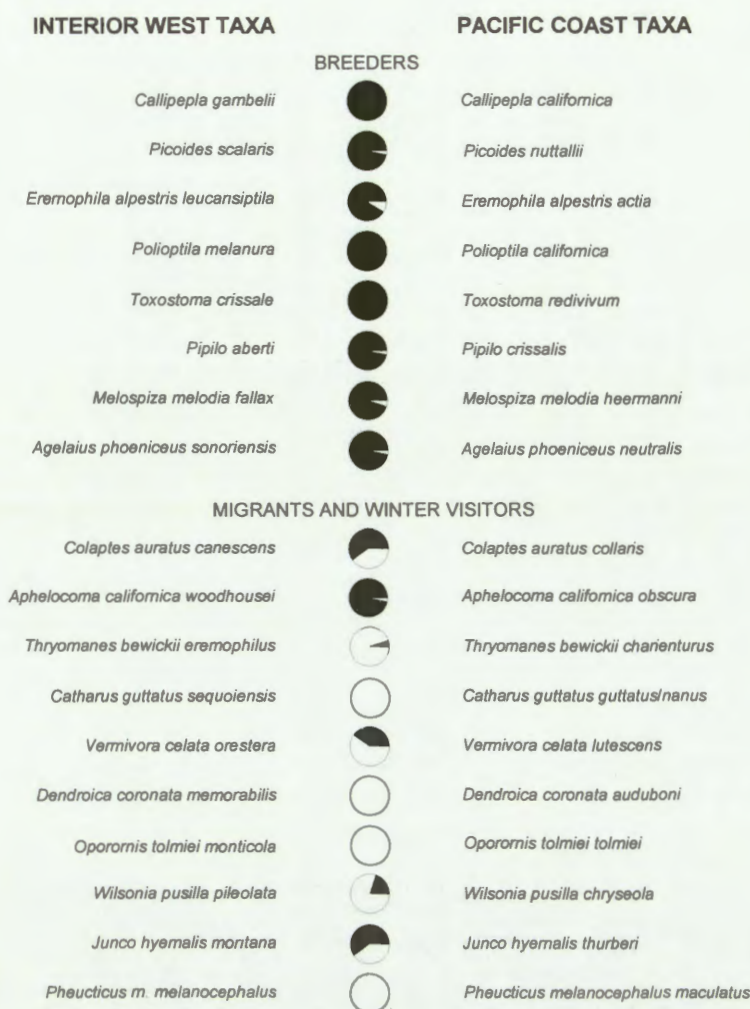 INTERIOR WEST TAXA PACIFIC COAST TAXA
BREEDERS
Callipepla gambelii Callipepla californica
Picoides scalaris Picoides nuttallii
Eremophila alpestris leucansiptila Eremophila alpestris actia
Polioptila melanura Polioptila californica
Toxostoma crissale Toxostoma redivivum
Pipilo aberti Pipilo crissalis
Melospiza melodia fallax Melospiza melodia heermanni
Agelaius phoeniceus sonoriensis Agelaius phoeniceus neutralis
MIGRANTS AND WINTER VISITORS
Colaptes auratus canescens Colaptes auratus collaris
Aphelocoma californica woodhousei Aphelocoma californica obscura
Thryomanes bewickii eremophilus Thryomanes bewickii charienturus
Catharus guttatus sequoiensis Catharus guttatus guttatus/nanus
Vermivora celata orestera Vermivora celata lutescens
Dendroica coronata memorabilis Dendroica coronata auduboni
Oporornis tolmiei monticola Oporornis tolmiei tolmiei
Wilsonia pusilla pileolata Wilsonia pusilla chryseola
Junco hyemalis montana Junco hyemalis thurberi
Pheucticus m. melanocephalus Pheucticus melanocephalus maculatus